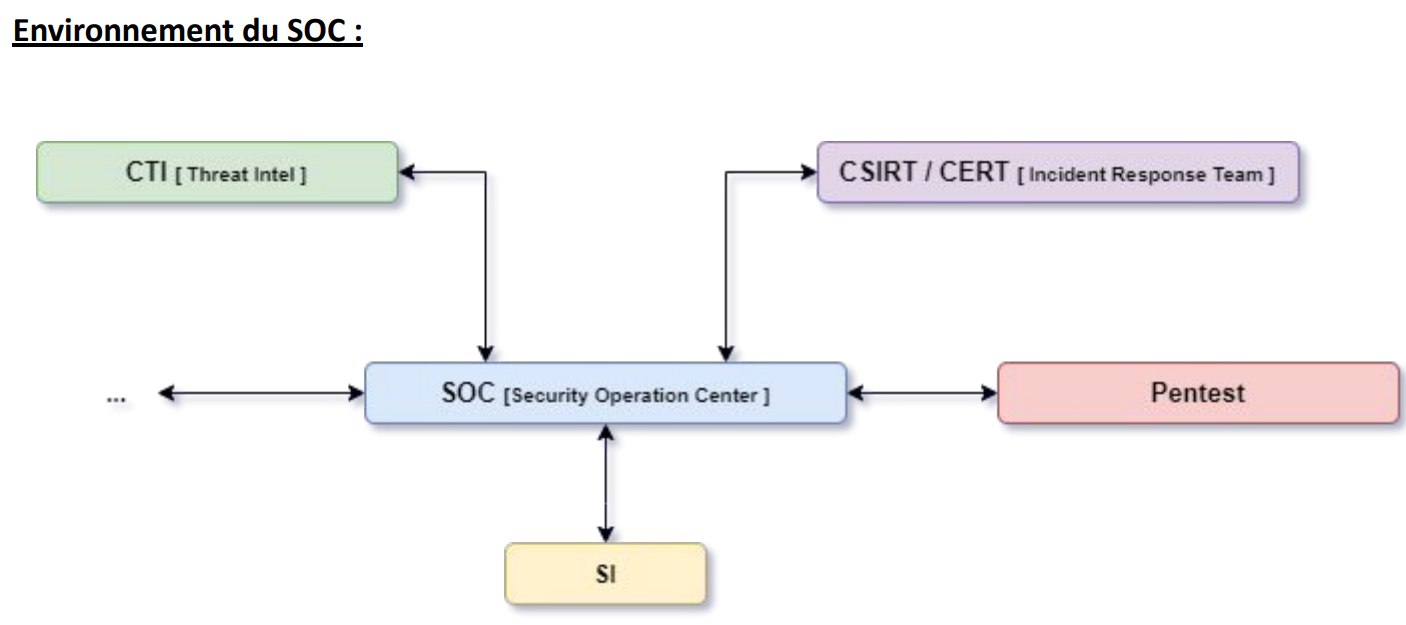 Environnement du SOC :
CTI [ Threat Intel ]
CSIRT / CERT [ Incident Response Team ]
...
SOC [Security Operation Center ]
Pentest
SI